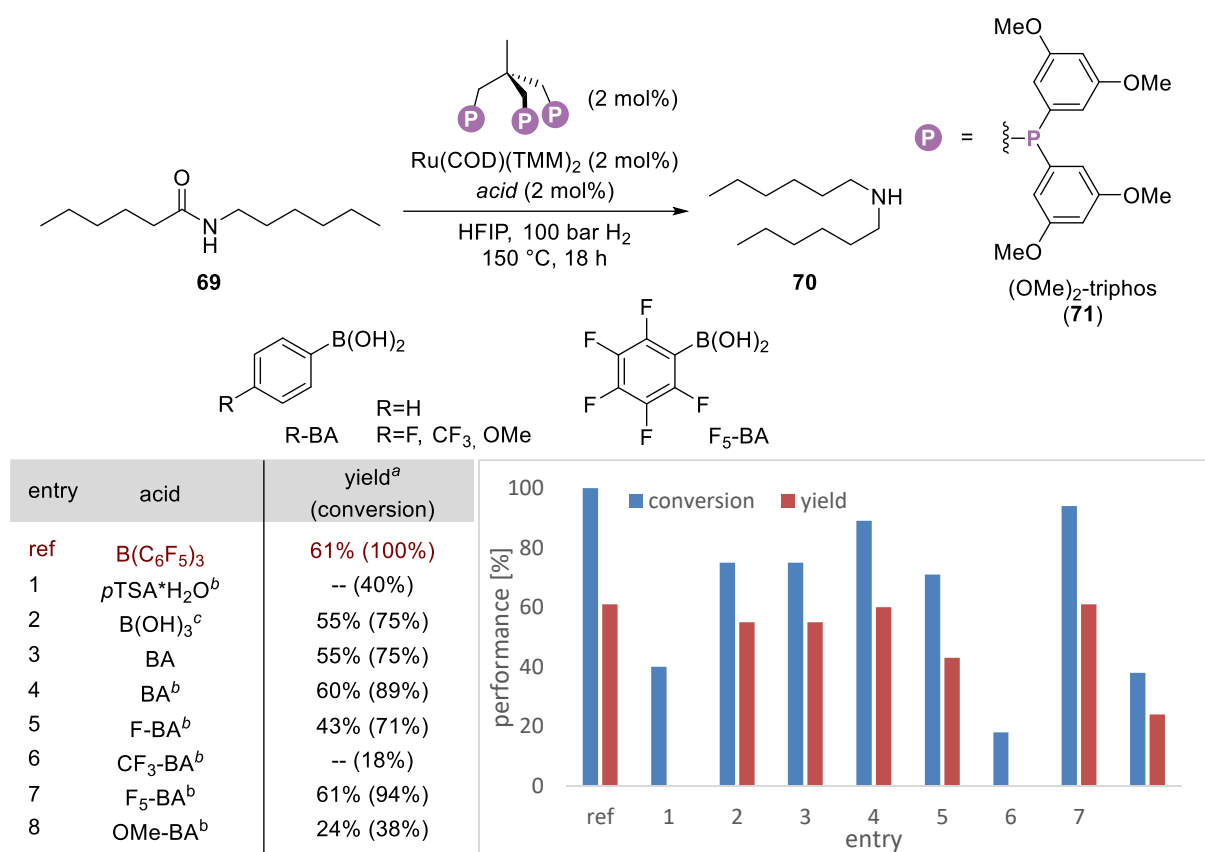 MeO
OMe
P P P (2 mol%)
P = P
Ru(COD)(TMM)2 (2 mol%)
acid (2 mol%)
O
N
H
NH
HFIP, 100 bar H2
150 °C, 18 h
OMe
MeO
69
70
(OMe)2-triphos
(71)
B(OH)2
R
R=H
R-BA R=F, CF3, OMe
F
F
F
F
F
B(OH)2
F5-BA
entry acid yielda
(conversion)
ref B(C6F5)3 61% (100%)
1 pTSA*H2Ob -- (40%)
2 B(OH)3c 55% (75%)
3 BA 55% (75%)
4 BAb 60% (89%)
5 F-BAb 43% (71%)
6 CF3-BAb -- (18%)
7 F5-BAb 61% (94%)
8 OMe-BAb 24% (38%)
conversion yield
performance [%]
100
80
60
40
20
0
ref 1 2 3 4 5 6 7
entry